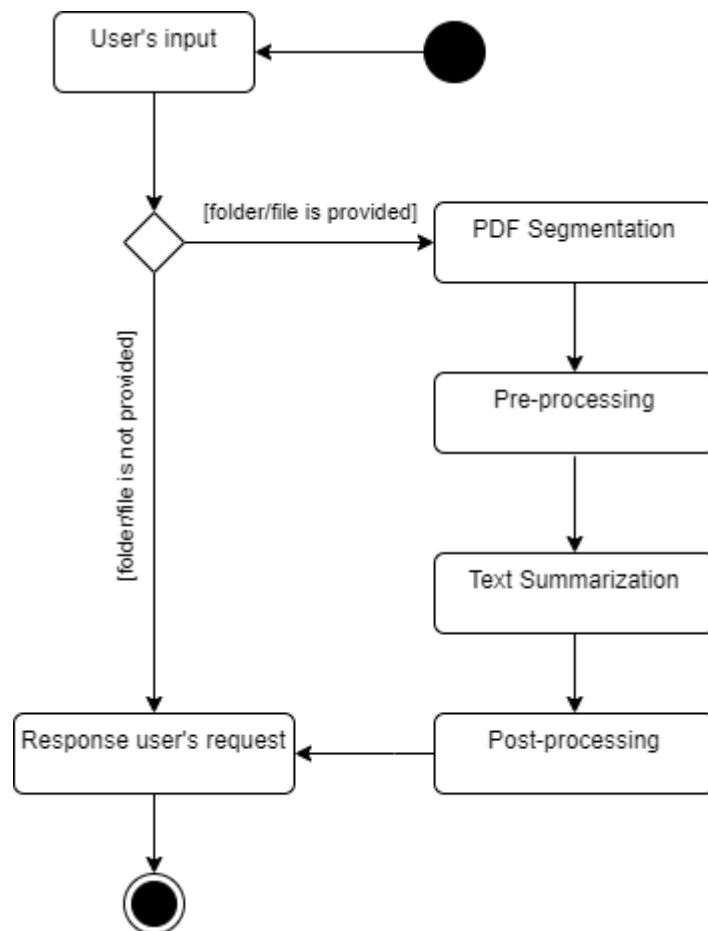 User's input
[folder/file is provided]
PDF Segmentation
[folder/file is not provided]
Pre-processing
Text Summarization
Response user's request
Post-processing